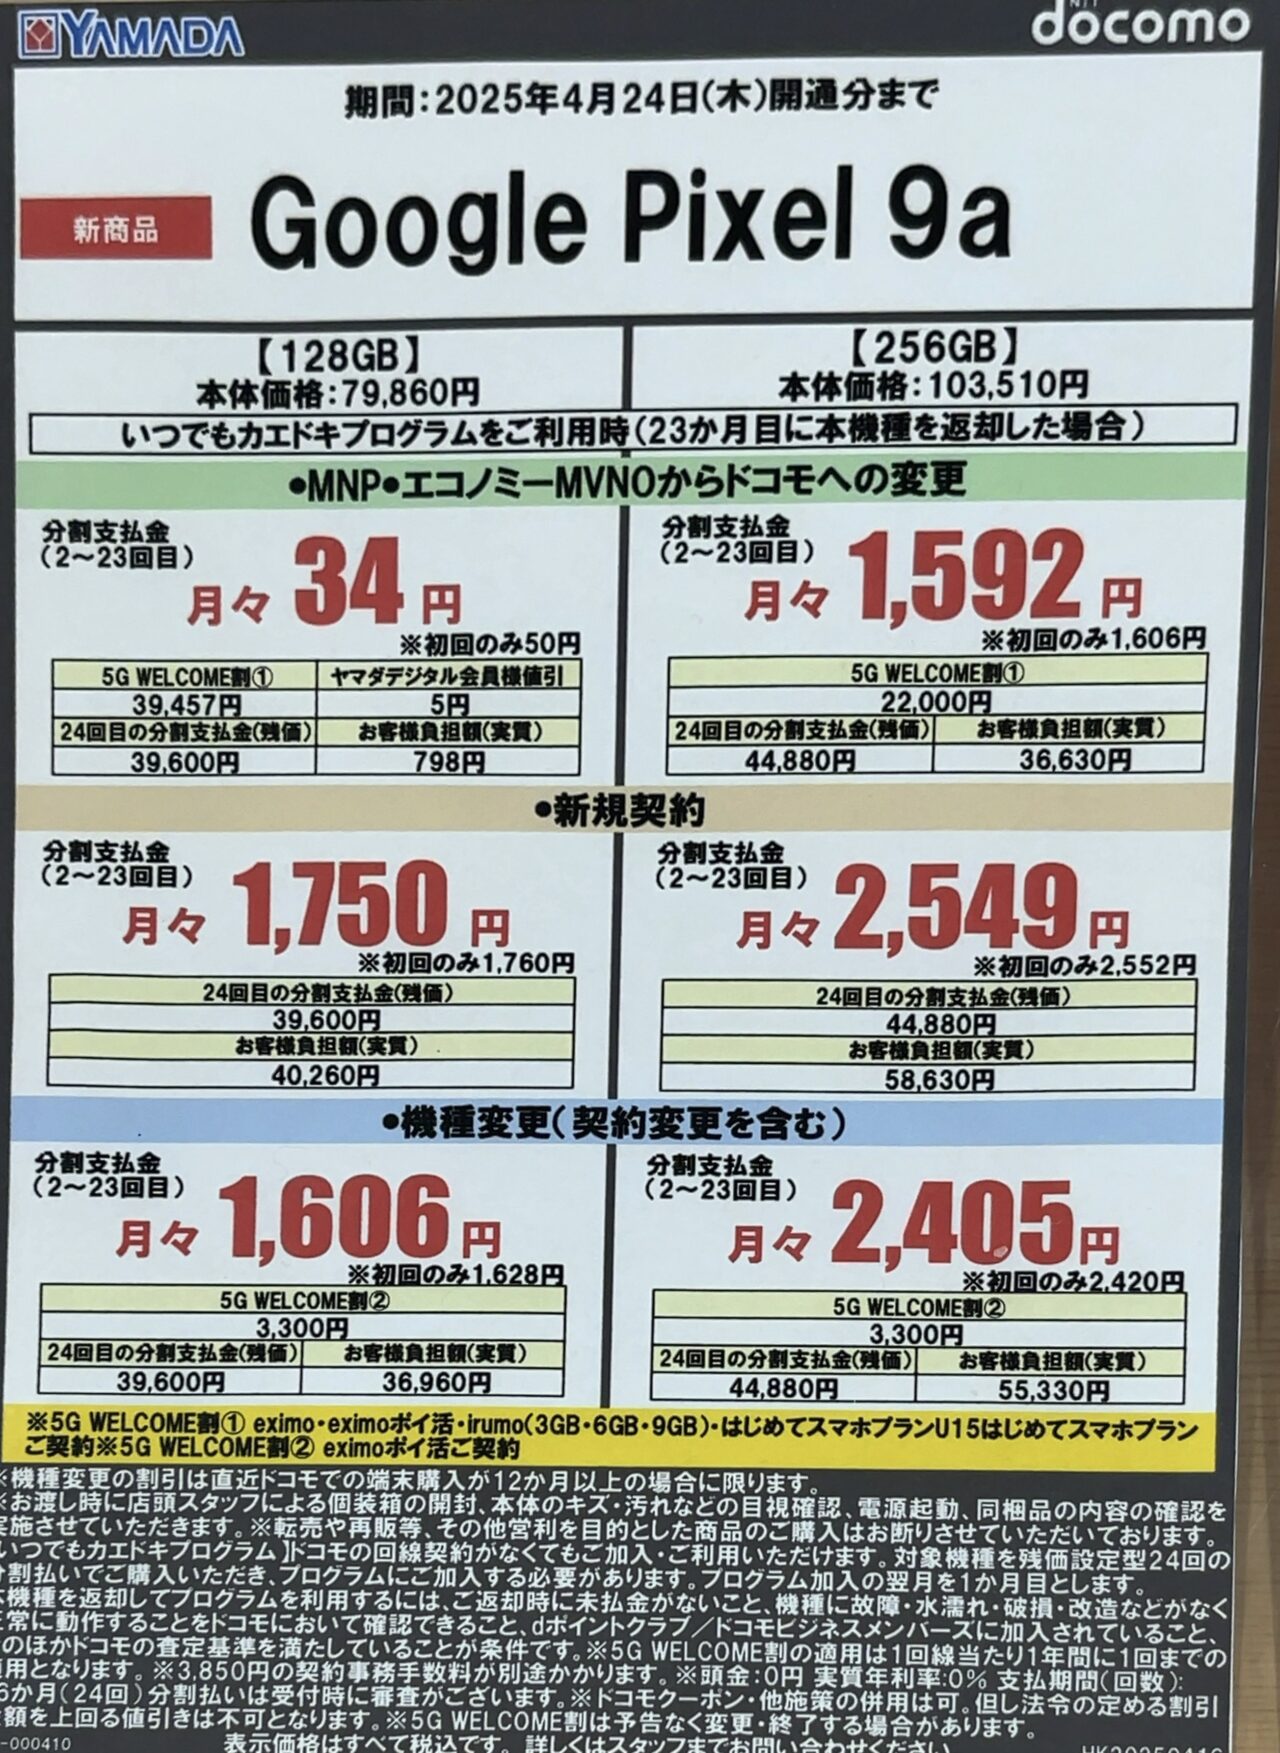 YAMADA
NTT
docomo
期間：2025年4月24日(木)開通分まで
新商品
Google Pixel 9a
【128GB】
本体価格：79,860円
【256GB】
本体価格：103,510円
いつでもカエドキプログラムをご利用時(23か月目に本機種を返却した場合)
●MNP●エコノミーMVNOからドコモへの変更
分割支払金
(2～23回目)
月々 34 円
※初回のみ50円
5G WELCOME割① ヤマダデジタル会員様値引
39,457円 5円
24回目の分割支払金(残価) お客様負担額(実質)
39,600円 798円
分割支払金
(2～23回目)
月々 1,592 円
※初回のみ1,606円
5G WELCOME割①
22,000円
24回目の分割支払金(残価) お客様負担額(実質)
44,880円 36,630円
●新規契約
分割支払金
(2～23回目)
月々 1,750 円
※初回のみ1,760円
24回目の分割支払金(残価)
39,600円
お客様負担額(実質)
40,260円
分割支払金
(2～23回目)
月々 2,549 円
※初回のみ2,552円
24回目の分割支払金(残価)
44,880円
お客様負担額(実質)
58,630円
●機種変更(契約変更を含む)
分割支払金
(2～23回目)
月々 1,606 円
※初回のみ1,628円
5G WELCOME割②
3,300円
24回目の分割支払金(残価) お客様負担額(実質)
39,600円 36,960円
分割支払金
(2～23回目)
月々 2,405円
※初回のみ2,420円
5G WELCOME割②
3,300円
24回目の分割支払金(残価) お客様負担額(実質)
44,880円 55,330円
※5G WELCOME割① eximo・eximoポイ活・irumo(3GB・6GB・9GB)・はじめてスマホプランU15はじめてスマホプラン
ご契約※5G WELCOME割② eximoポイ活ご契約
※機種変更の割引は直近ドコモでの端末購入が12か月以上の場合に限ります。
※お渡し時に店頭スタッフによる個装箱の開封、本体のキズ・汚れなどの目視確認、電源起動、同梱品の内容の確認を
実施させていただきます。※転売や再販等、その他営利を目的とした商品のご購入はお断りさせていただいております。
いつでもカエドキプログラム】ドコモの回線契約がなくてもご加入・ご利用いただけます。対象機種を残価設定型24回の
分割払いでご購入いただき、プログラムにご加入する必要があります。プログラム加入の翌月を1か月目とします。
機種を返却してプログラムを利用するには、ご返却時に未払金がないこと、機種に故障・水濡れ・破損・改造などがなく
正常に動作することをドコモにおいて確認できること、dポイントクラブ／ドコモビジネスメンバーズに加入されていること、
のほかドコモの査定基準を満たしていることが条件です。※5G WELCOME割の適用は1回線当たり1年間に1回までの
用となります。※3,850円の契約事務手数料が別途かかります。※頭金：0円 実質年利率：0% 支払期間(回数)：
6か月(24回)分割払いは受付時に審査がございます。※ドコモクーポン・他施策の併用は可。但し法令の定める割引
額を上回る値引きは不可となります。※5G WELCOME割は予告なく変更・終了する場合があります。
-000410
表示価格はすべて税込です。詳しくはスタッフまでお問い合わせください